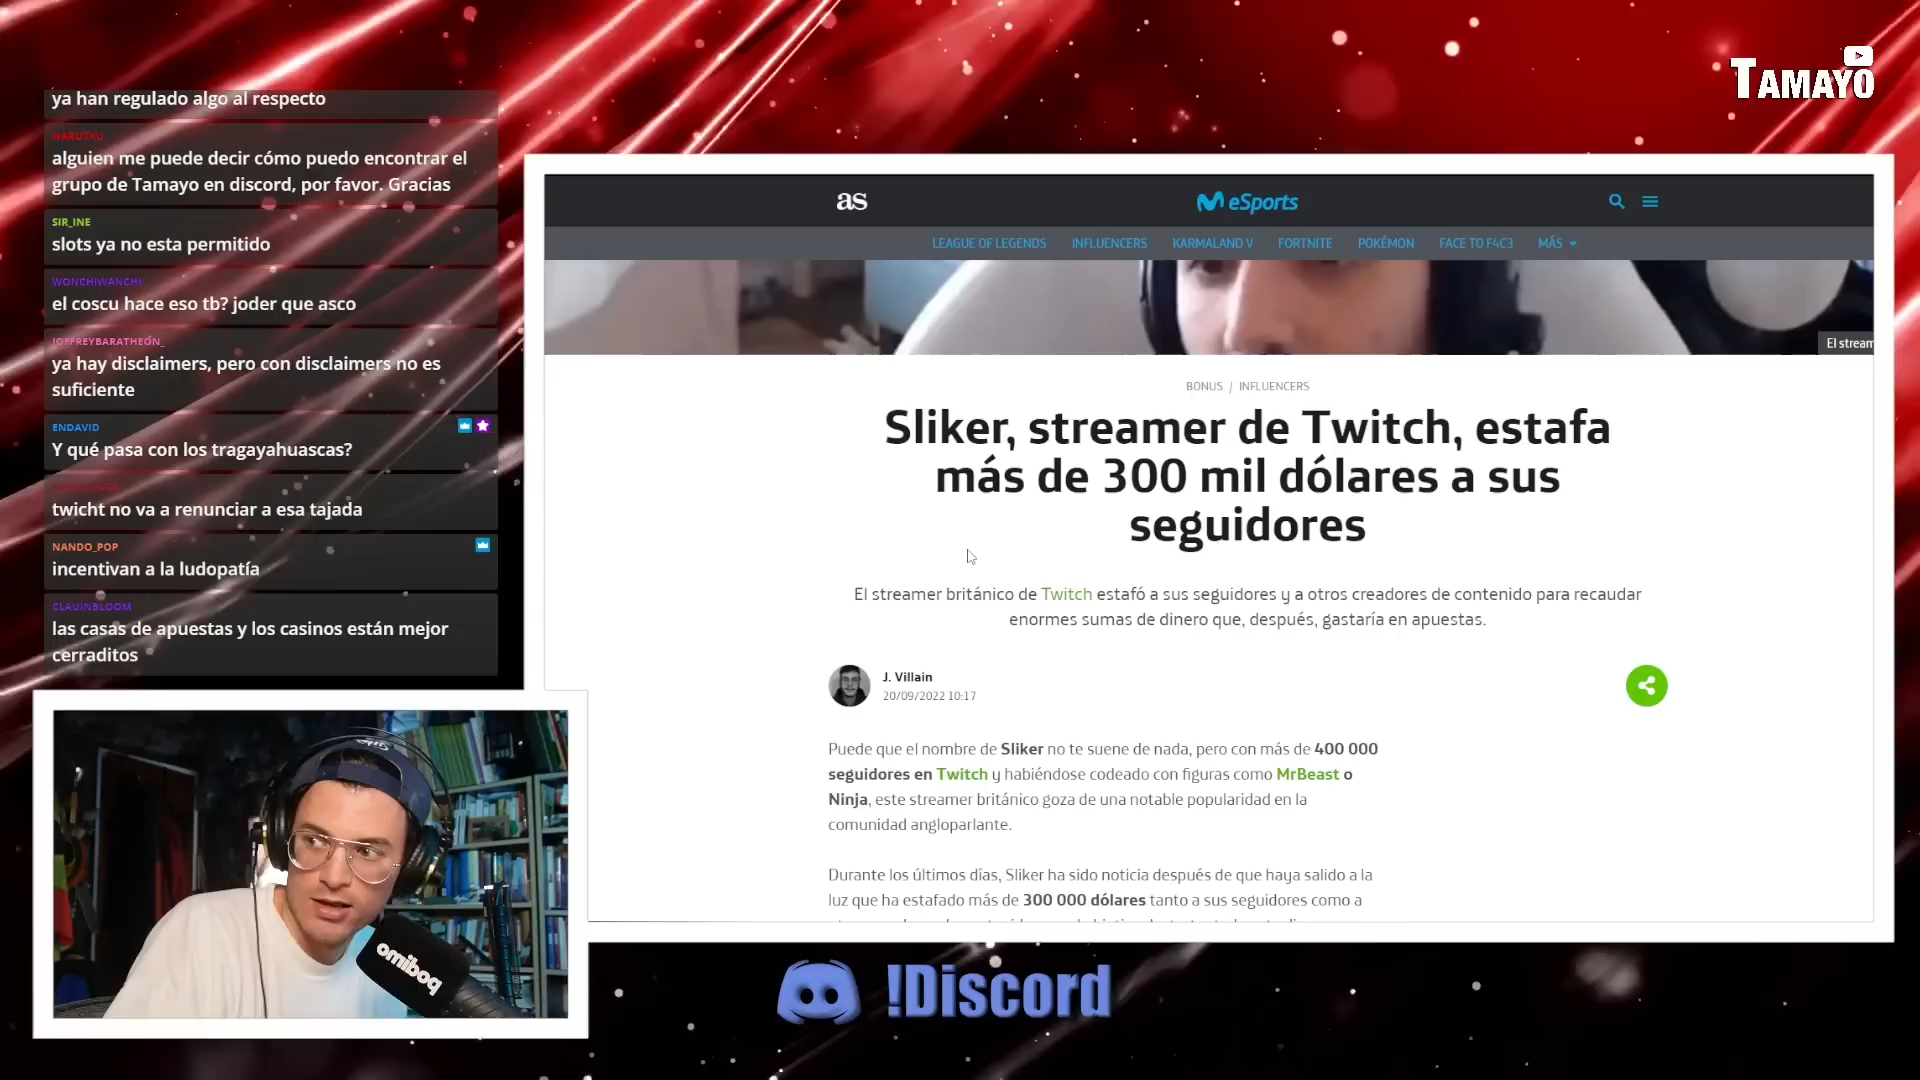 TAMAYO
ya han regulado algo al respecto
NARUTXU
alguien me puede decir cómo puedo encontrar el
grupo de Tamayo en discord, por favor. Gracias
SIR_INE
slots ya no esta permitido
WONCHIWANCHI
el coscu hace eso tb? joder que asco
JOFFREYBARATHEON_
ya hay disclaimers, pero con disclaimers no es
suficiente
ENDAVID
Y qué pasa con los tragayahuascas?
twicht no va a renunciar a esa tajada
NANDO_POP
incentivan a la ludopatía
CLAUINBLOOM
las casas de apuestas y los casinos están mejor
cerraditos
as
eSports
LEAGUE OF LEGENDS INFLUENCERS KARMALAND V FORTNITE POKÉMON FACE TO F4C3 MÁS
El stream
BONUS / INFLUENCERS
Sliker, streamer de Twitch, estafa
más de 300 mil dólares a sus
seguidores
El streamer británico de Twitch estafó a sus seguidores y a otros creadores de contenido para recaudar
enormes sumas de dinero que, después, gastaría en apuestas.
J. Villain
20/09/2022 10:17
Puede que el nombre de Sliker no te suene de nada, pero con más de 400 000
seguidores en Twitch y habiéndose codeado con figuras como MrBeast o
Ninja, este streamer británico goza de una notable popularidad en la
comunidad angloparlante.
Durante los últimos días, Sliker ha sido noticia después de que haya salido a la
luz que ha estafado más de 300 000 dólares tanto a sus seguidores como a
!Discord